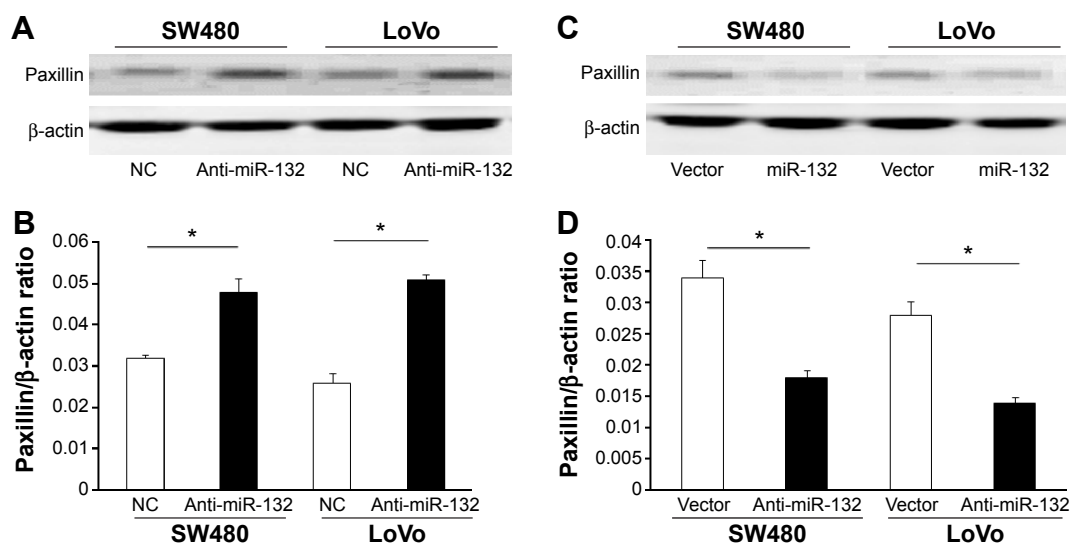 A
SW480 LoVo
Paxillin
β-actin
NC Anti-miR-132 NC Anti-miR-132
B
Paxillin/β-actin ratio
0.06
0.05
0.04
0.03
0.02
0.01
0
* *
NC Anti-miR-132 NC Anti-miR-132
SW480 LoVo
C
SW480 LoVo
Paxillin
β-actin
Vector miR-132 Vector miR-132
D
Paxillin/β-actin ratio
0.04
0.035
0.03
0.025
0.02
0.015
0.01
0.005
0
* *
Vector Anti-miR-132 Vector Anti-miR-132
SW480 LoVo